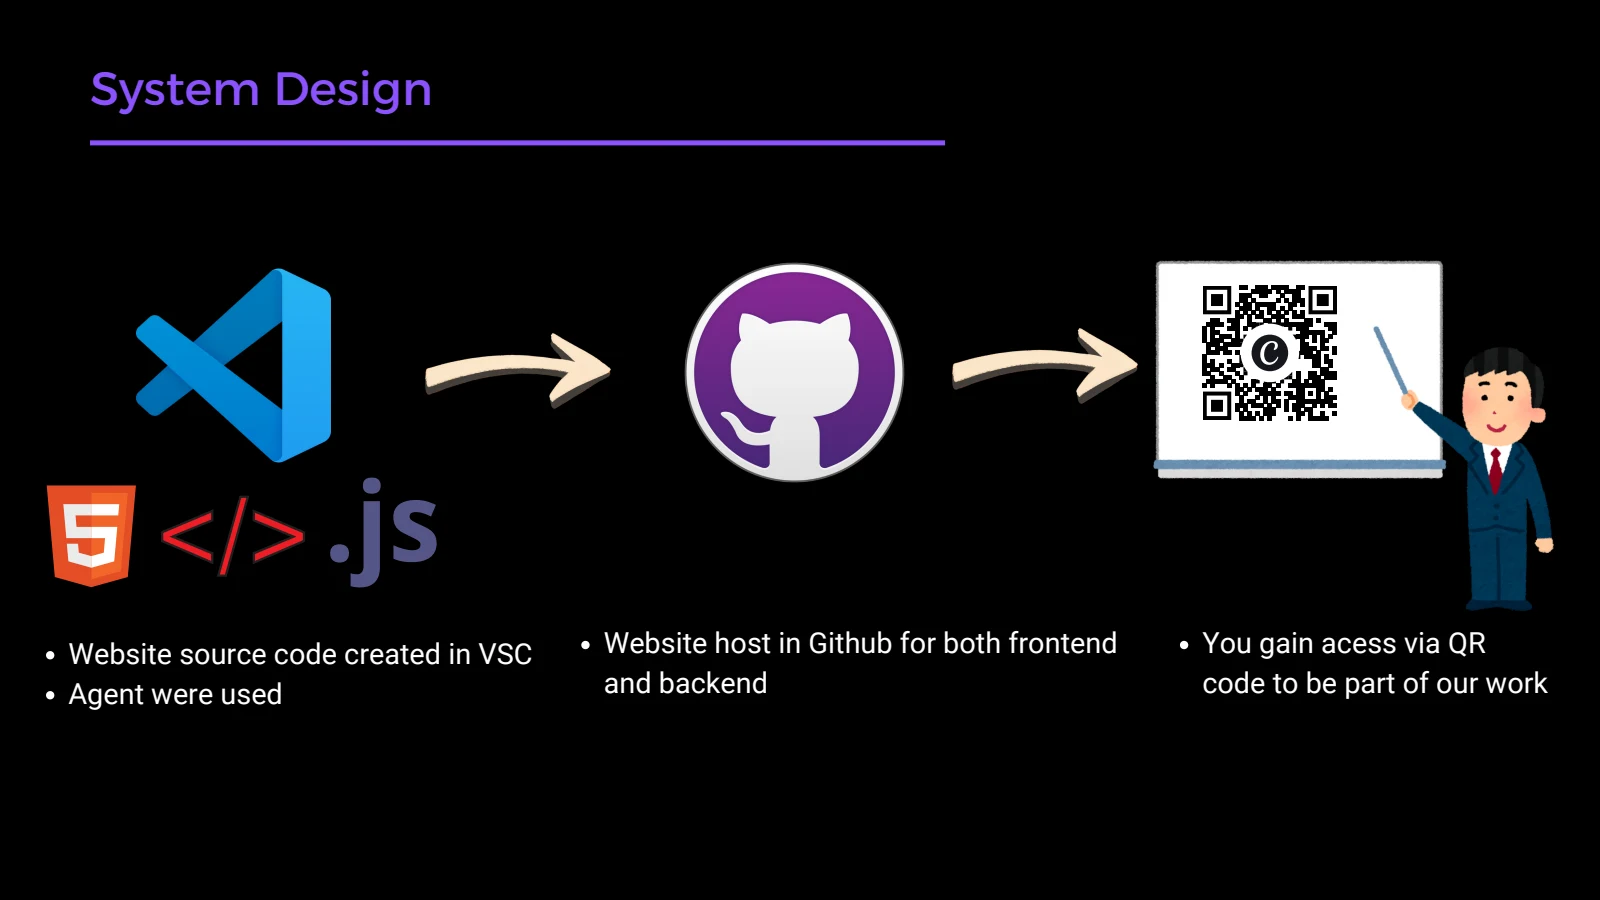 System Design
5
</>
.js
C
• Website source code created in VSC
• Agent were used
• Website host in Github for both frontend
and backend
• You gain acess via QR
code to be part of our work